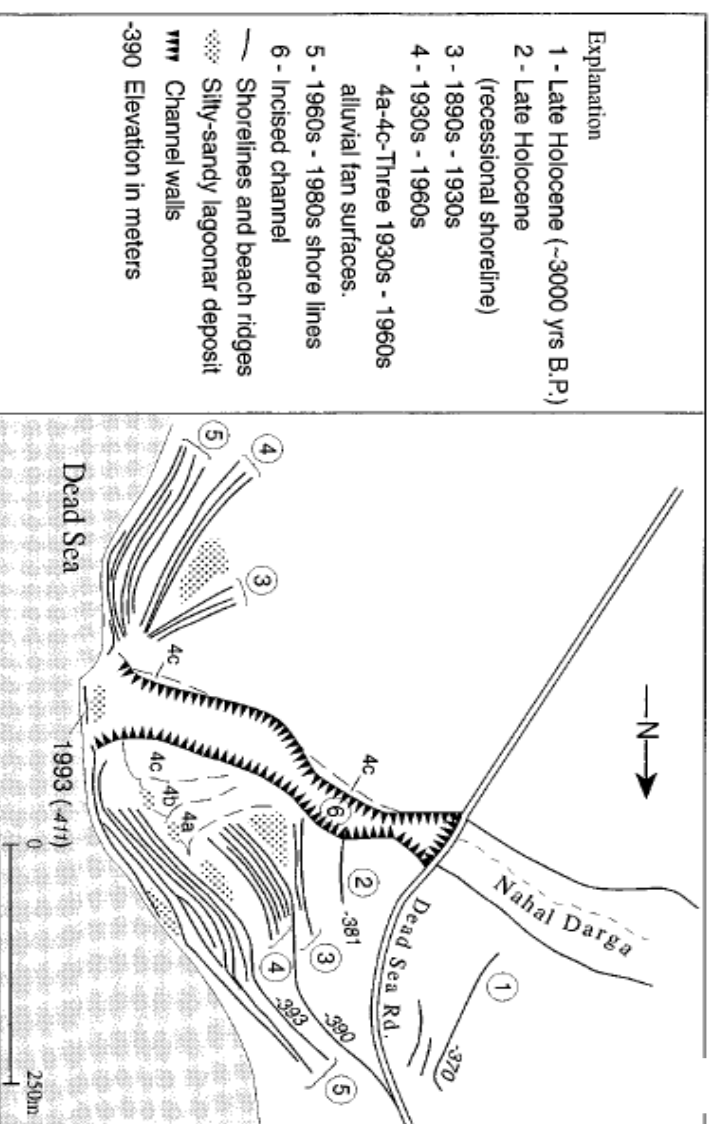 Explanation
1 - Late Holocene (~3000 yrs B.P.)
2 - Late Holocene
(recessional shoreline)
3 - 1890s - 1930s
4 - 1930s - 1960s
4a-4c-Three 1930s - 1960s
alluvial fan surfaces.
5 - 1960s - 1980s shore lines
6 - Incised channel
Shorelines and beach ridges
Silty-sandy lagoonar deposit
Channel walls
-390 Elevation in meters
N
Nahal Darga
Dead Sea Rd.
1
-370
2
-381
3
-390
4
-393
5
6
4c
4c
4a
4b
4c
3
4
5
Dead Sea
1993 (-411)
0
250m